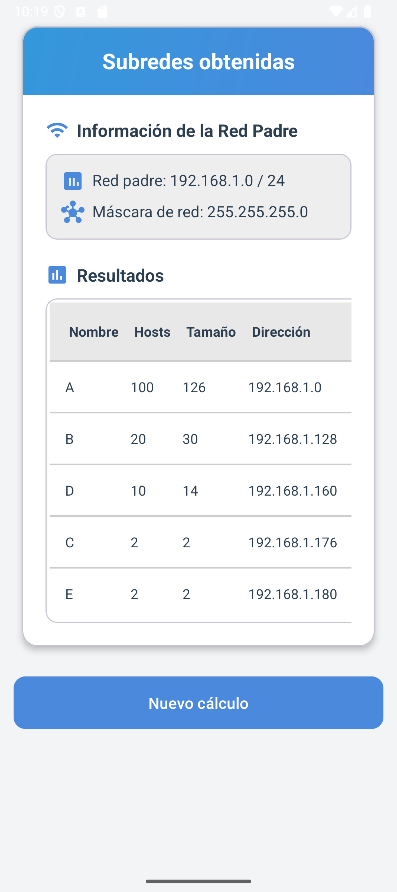 10:19
Subredes obtenidas
Información de la Red Padre
Red padre: 192.168.1.0 / 24
Máscara de red: 255.255.255.0
Resultados
Nombre Hosts Tamaño Dirección
A 100 126 192.168.1.0
B 20 30 192.168.1.128
D 10 14 192.168.1.160
C 2 2 192.168.1.176
E 2 2 192.168.1.180
Nuevo cálculo